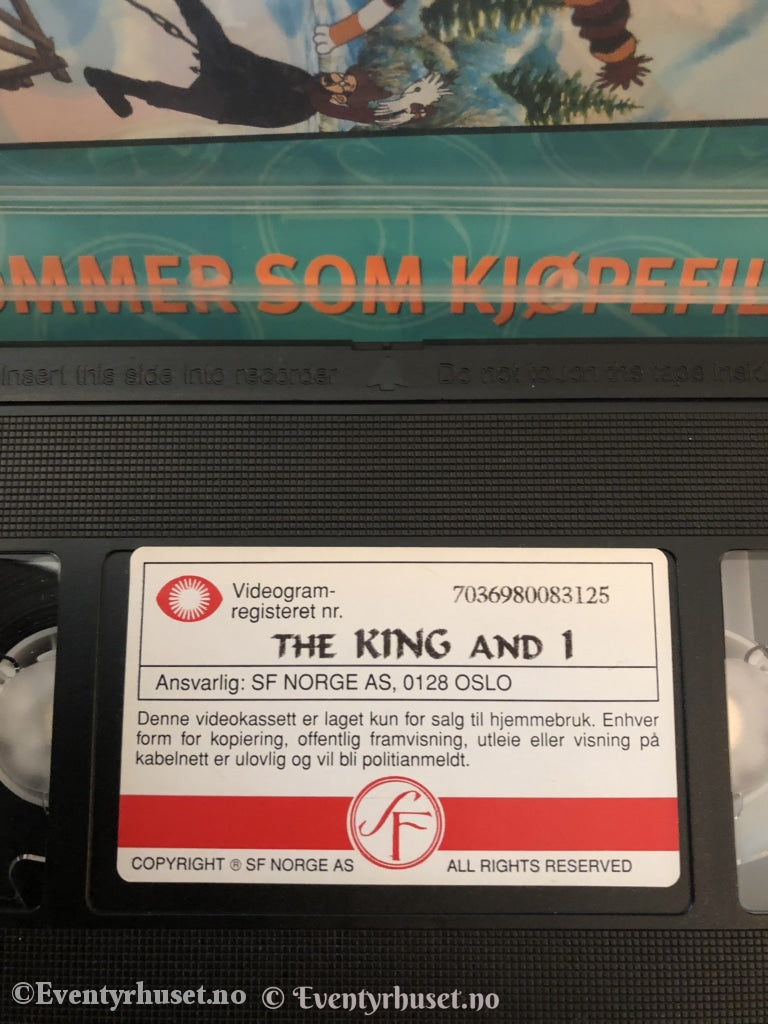 OMMER SOM KJØPEFIL
Insert this side into recorder
Do not touch the tape insid
Videogram-
registeret nr.
7036980083125
THE KING AND I
Ansvarlig: SF NORGE AS, 0128 OSLO
Denne videokassett er laget kun for salg til hjemmebruk. Enhver
form for kopiering, offentlig framvisning, utleie eller visning på
kabelnett er ulovlig og vil bli politianmeldt.
SF
COPYRIGHT ® SF NORGE AS
ALL RIGHTS RESERVED
©Eventyrhuset.no
© Eventyrhuset.no